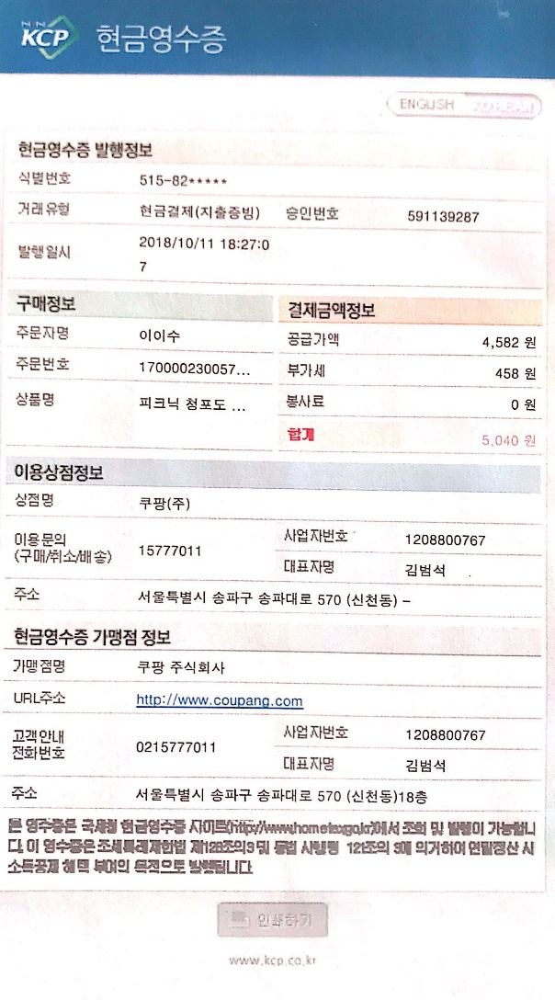 KCP 현금영수증
ENGLISH KOREAN
현금영수증 발행정보
식별번호 515-82*****
거래유형 현금결제(지출증빙) 승인번호 591139287
발행일시 2018/10/11 18:27:0
7
구매정보 결제금액정보
주문자명 이이수 공급가액 4,582 원
주문번호 170000230057... 부가세 458 원
상품명 피크닉 청포도 ... 봉사료 0 원
합계 5,040 원
이용상점정보
상점명 쿠팡(주)
이용문의
(구매/취소/배송) 15777011 사업자번호 1208800767
대표자명 김범석
주소 서울특별시 송파구 송파대로 570 (신천동) -
현금영수증 가맹점 정보
가맹점명 쿠팡 주식회사
URL주소 http://www.coupang.com
고객안내
전화번호 0215777011 사업자번호 1208800767
대표자명 김범석
주소 서울특별시 송파구 송파대로 570 (신천동)18층
본 영수증은 국세청 현금영수증 사이트(http://www.hometax.go.kr)에서 조회 및 발행이 가능합니
다. 이 영수증은 조세특례제한법 제126조의3 및 동법 시행령 121조의 3에 의거하여 연말정산 시
소득공제 혜택 부여의 목적으로 발행됩니다.
인쇄하기
www.kcp.co.kr